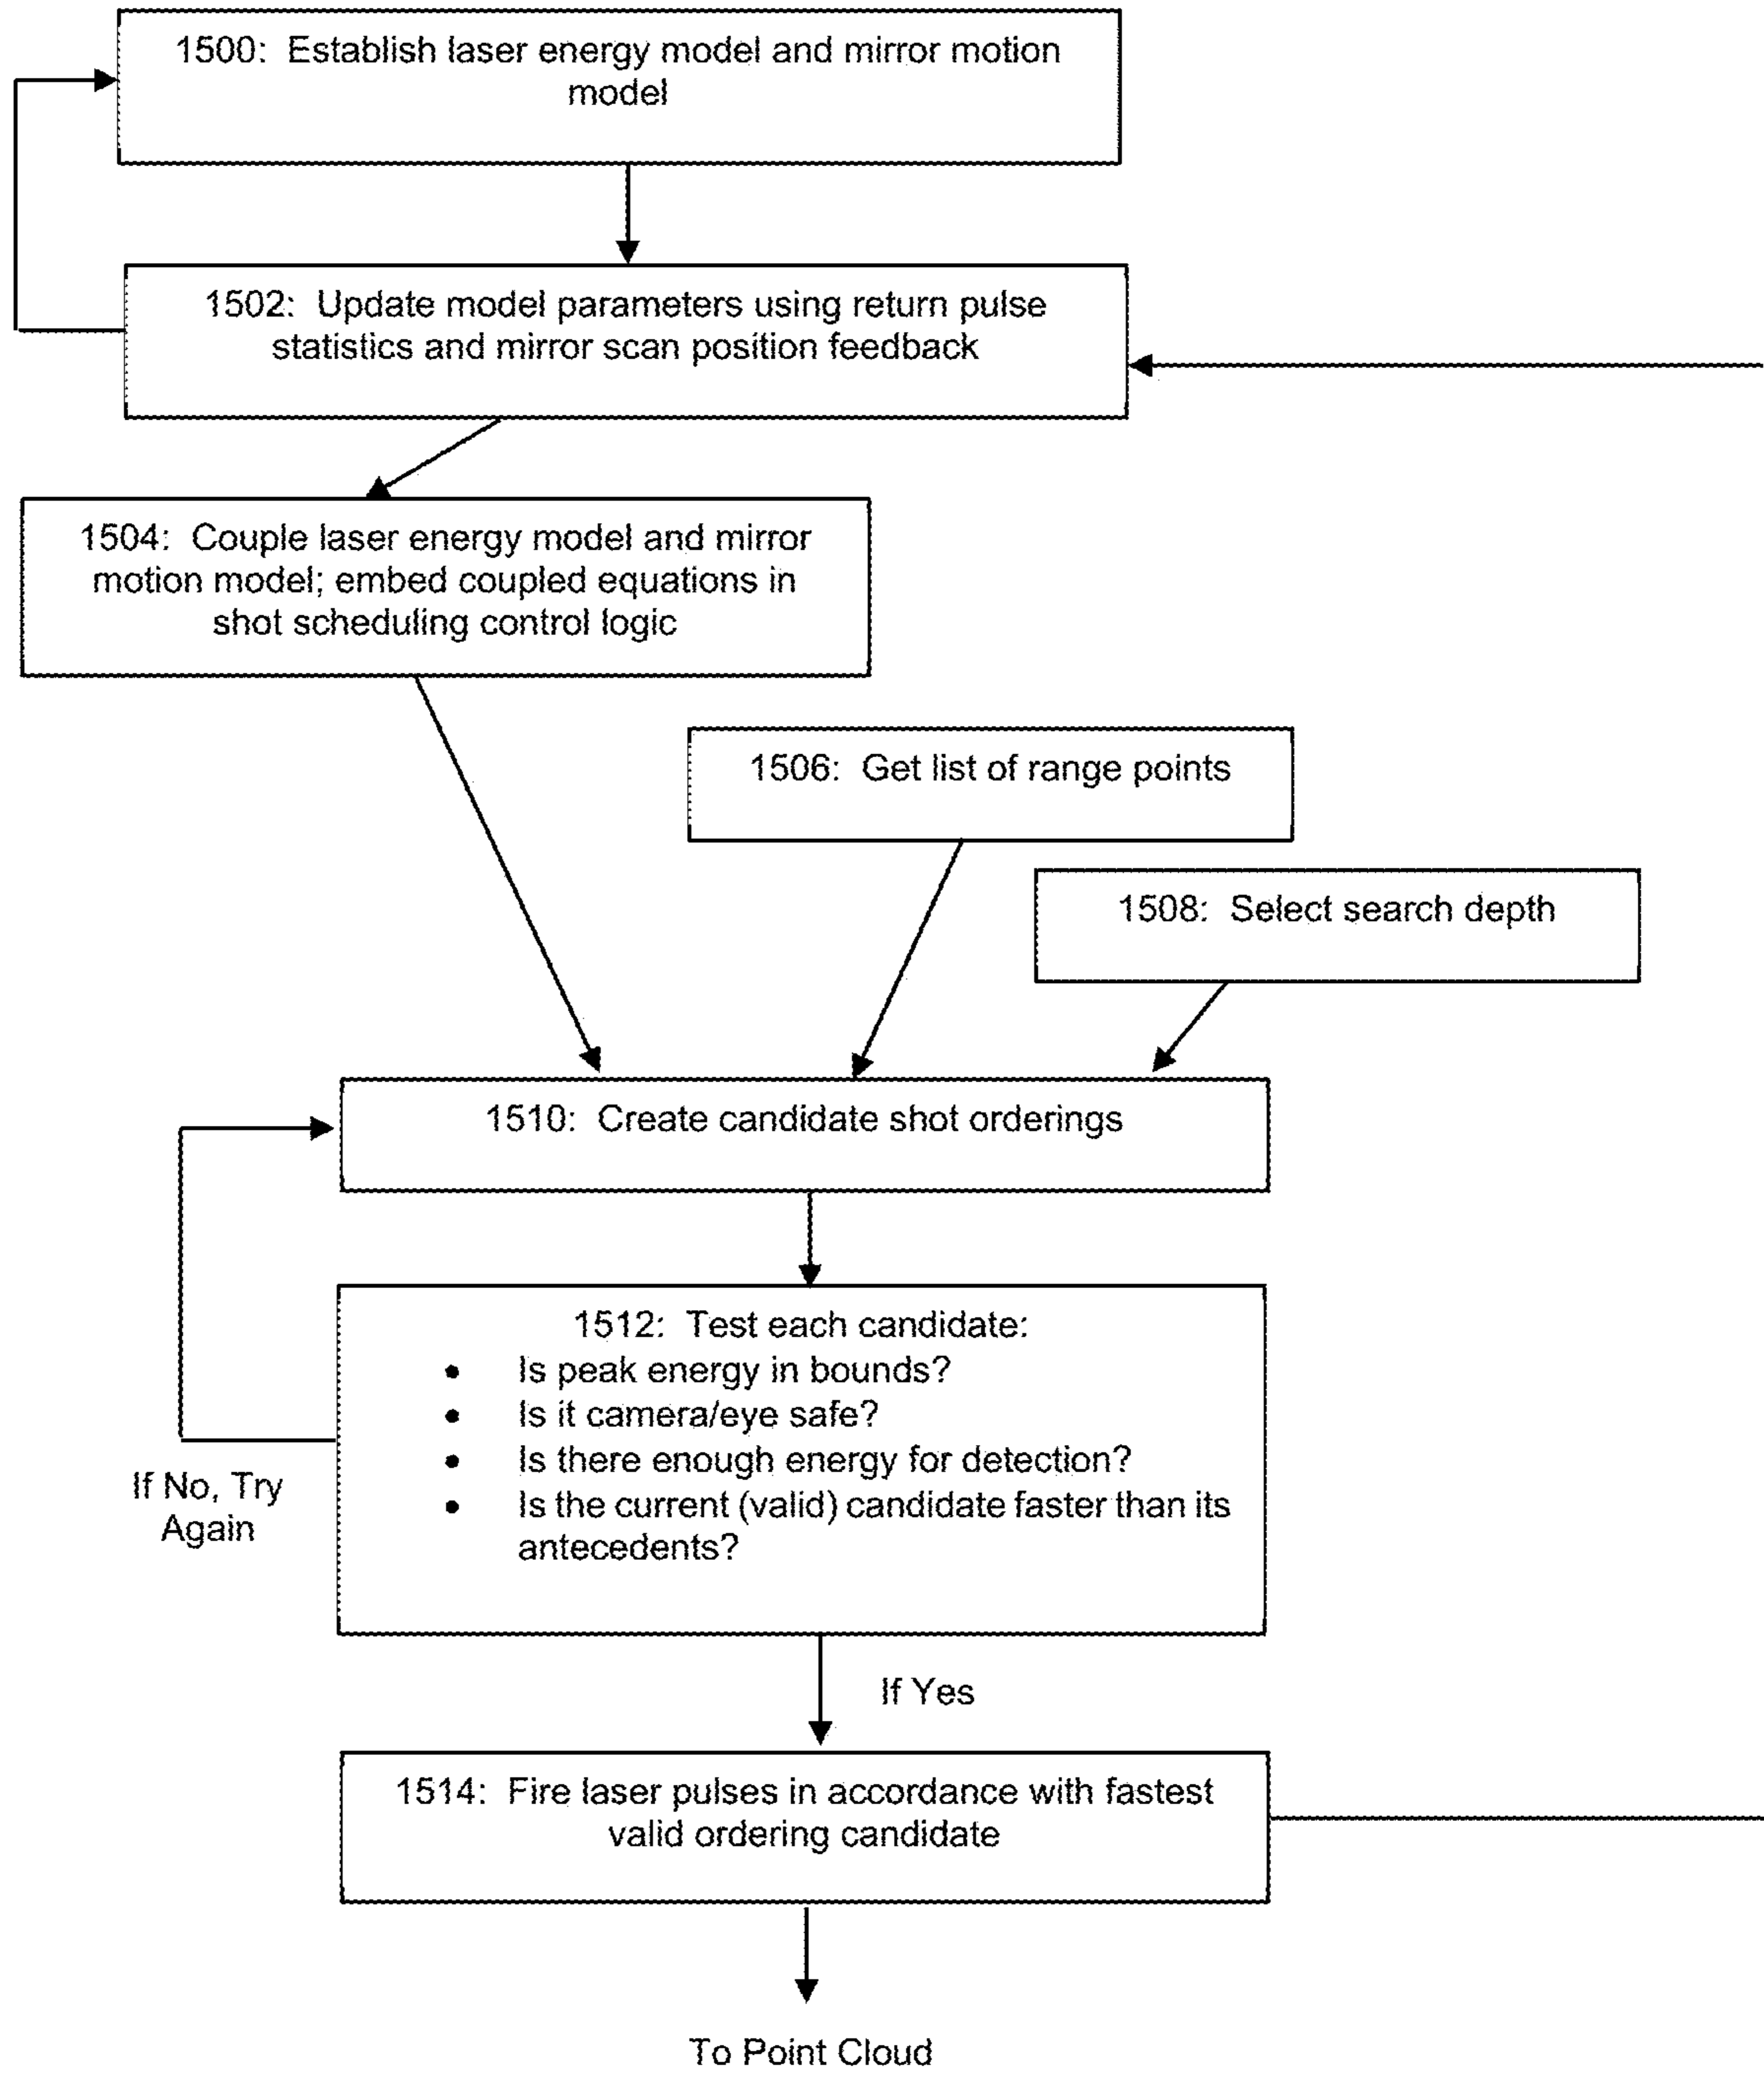 1500: Establish laser energy model and mirror motion
model
1502: Update model parameters using return pulse
statistics and mirror scan position feedback
1504: Couple laser energy model and mirror
motion model; embed coupled equations in
shot scheduling control logic
1506: Get list of range points
1508: Select search depth
1510: Create candidate shot orderings
1512: Test each candidate:
• Is peak energy in bounds?
• Is it camera/eye safe?
• Is there enough energy for detection?
• Is the current (valid) candidate faster than its
antecedents?
If No, Try
Again
If Yes
1514: Fire laser pulses in accordance with fastest
valid ordering candidate
To Point Cloud